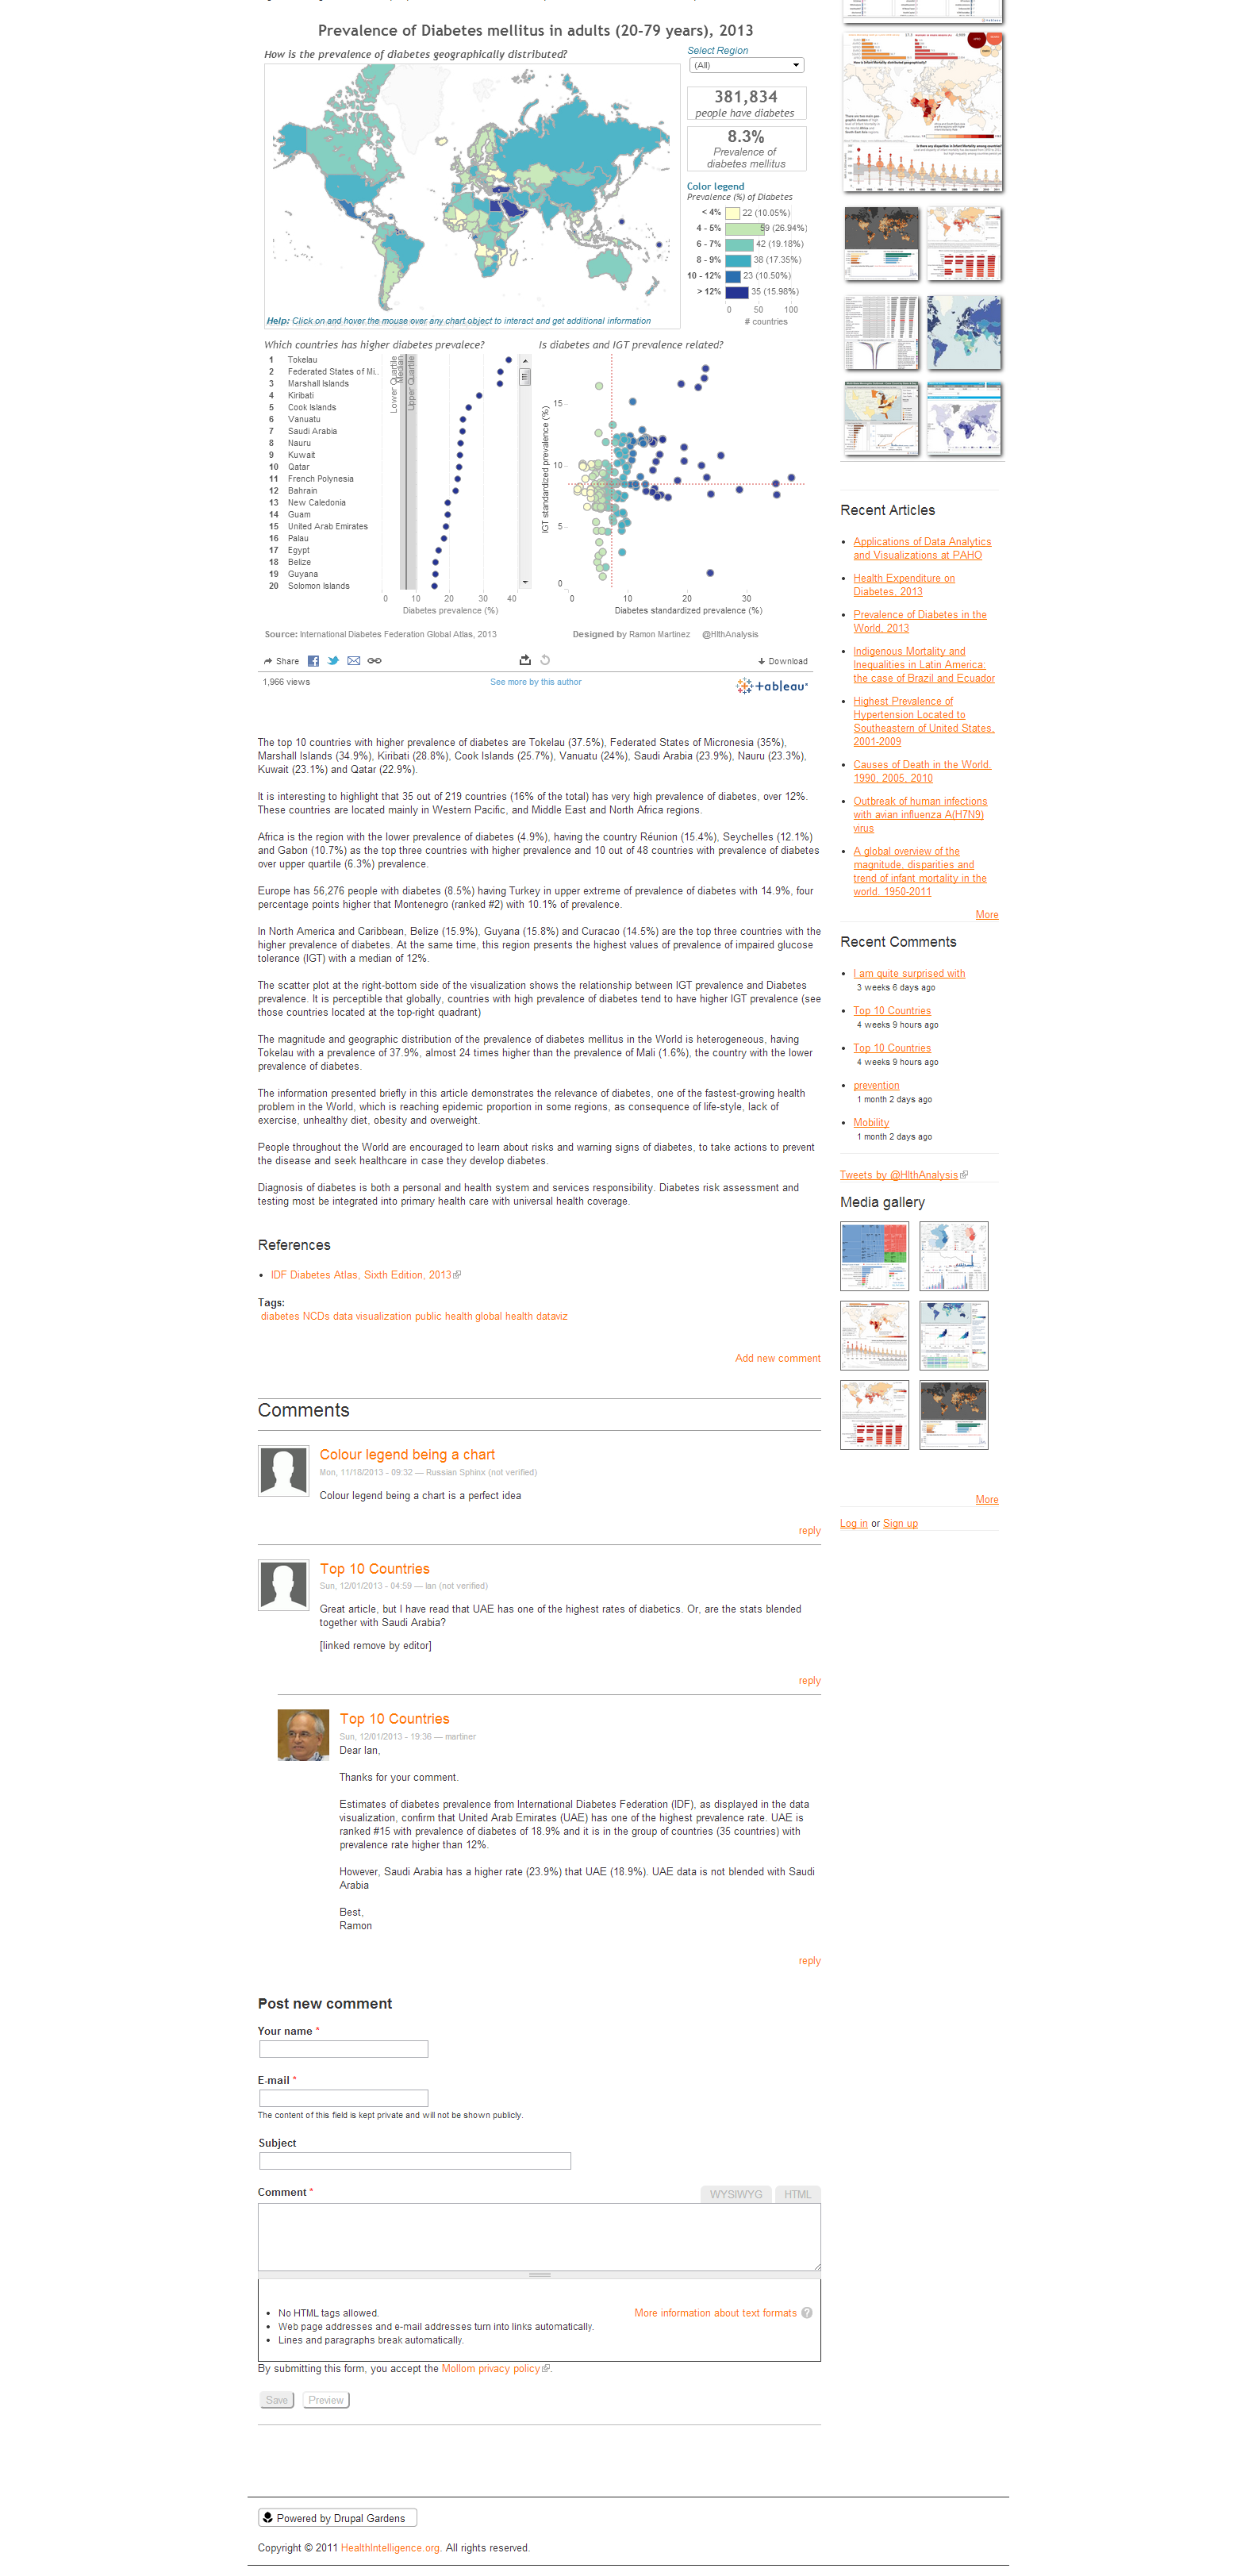 Prevalence of Diabetes mellitus in adults (20-79 years), 2013
How is the prevalence of diabetes geographically distributed?
Select Region
(All)
381,834
people have diabetes
8.3%
Prevalence of
diabetes mellitus
Color legend
Prevalence (%) of Diabetes
< 4% 22 (10.05%)
4 - 5% 59 (26.94%)
6 - 7% 42 (19.18%)
8 - 9% 38 (17.35%)
10 - 12% 23 (10.50%)
> 12% 35 (15.98%)
0 50 100
# countries
Help: Click on and hover the mouse over any chart object to interact and get additional information
Which countries has higher diabetes prevalece?
1 Tokelau
2 Federated States of Mi..
3 Marshall Islands
4 Kiribati
5 Cook Islands
6 Vanuatu
7 Saudi Arabia
8 Nauru
9 Kuwait
10 Qatar
11 French Polynesia
12 Bahrain
13 New Caledonia
14 Guam
15 United Arab Emirates
16 Palau
17 Egypt
18 Belize
19 Guyana
20 Solomon Islands
Lower Quartile
Median
Upper Quartile
0 10 20 30 40
Diabetes prevalence (%)
Is diabetes and IGT prevalence related?
IGT standardized prevalence (%)
15
10
5
0
0 10 20 30
Diabetes standardized prevalence (%)
Source: International Diabetes Federation Global Atlas, 2013
Designed by Ramon Martinez @HlthAnalysis
Share
Download
1,966 views
See more by this author
+ableau
The top 10 countries with higher prevalence of diabetes are Tokelau (37.5%), Federated States of Micronesia (35%),
Marshall Islands (34.9%), Kiribati (28.8%), Cook Islands (25.7%), Vanuatu (24%), Saudi Arabia (23.9%), Nauru (23.3%),
Kuwait (23.1%) and Qatar (22.9%).
It is interesting to highlight that 35 out of 219 countries (16% of the total) has very high prevalence of diabetes, over 12%.
These countries are located mainly in Western Pacific, and Middle East and North Africa regions.
Africa is the region with the lower prevalence of diabetes (4.9%), having the country Réunion (15.4%), Seychelles (12.1%)
and Gabon (10.7%) as the top three countries with higher prevalence and 10 out of 48 countries with prevalence of diabetes
over upper quartile (6.3%) prevalence.
Europe has 56,276 people with diabetes (8.5%) having Turkey in upper extreme of prevalence of diabetes with 14.9%, four
percentage points higher that Montenegro (ranked #2) with 10.1% of prevalence.
In North America and Caribbean, Belize (15.9%), Guyana (15.8%) and Curacao (14.5%) are the top three countries with the
higher prevalence of diabetes. At the same time, this region presents the highest values of prevalence of impaired glucose
tolerance (IGT) with a median of 12%.
The scatter plot at the right-bottom side of the visualization shows the relationship between IGT prevalence and Diabetes
prevalence. It is perceptible that globally, countries with high prevalence of diabetes tend to have higher IGT prevalence (see
those countries located at the top-right quadrant)
The magnitude and geographic distribution of the prevalence of diabetes mellitus in the World is heterogeneous, having
Tokelau with a prevalence of 37.9%, almost 24 times higher than the prevalence of Mali (1.6%), the country with the lower
prevalence of diabetes.
The information presented briefly in this article demonstrates the relevance of diabetes, one of the fastest-growing health
problem in the World, which is reaching epidemic proportion in some regions, as consequence of life-style, lack of
exercise, unhealthy diet, obesity and overweight.
People throughout the World are encouraged to learn about risks and warning signs of diabetes, to take actions to prevent
the disease and seek healthcare in case they develop diabetes.
Diagnosis of diabetes is both a personal and health system and services responsibility. Diabetes risk assessment and
testing most be integrated into primary health care with universal health coverage.
References
IDF Diabetes Atlas, Sixth Edition, 2013
Tags:
diabetes NCDs data visualization public health global health dataviz
Add new comment
Comments
Colour legend being a chart
Mon, 11/18/2013 - 09:32 — Russian Sphinx (not verified)
Colour legend being a chart is a perfect idea
reply
Top 10 Countries
Sun, 12/01/2013 - 04:59 — Ian (not verified)
Great article, but I have read that UAE has one of the highest rates of diabetics. Or, are the stats blended
together with Saudi Arabia?
[linked remove by editor]
reply
Top 10 Countries
Sun, 12/01/2013 - 19:36 — martiner
Dear Ian,
Thanks for your comment.
Estimates of diabetes prevalence from International Diabetes Federation (IDF), as displayed in the data
visualization, confirm that United Arab Emirates (UAE) has one of the highest prevalence rate. UAE is
ranked #15 with prevalence of diabetes of 18.9% and it is in the group of countries (35 countries) with
prevalence rate higher than 12%.
However, Saudi Arabia has a higher rate (23.9%) that UAE (18.9%). UAE data is not blended with Saudi
Arabia
Best,
Ramon
reply
Post new comment
Your name *
E-mail *
The content of this field is kept private and will not be shown publicly.
Subject
Comment *
WYSIWYG HTML
No HTML tags allowed.
More information about text formats
Web page addresses and e-mail addresses turn into links automatically.
Lines and paragraphs break automatically.
By submitting this form, you accept the Mollom privacy policy.
Save Preview
Powered by Drupal Gardens
Copyright © 2011 HealthIntelligence.org. All rights reserved.
Recent Articles
Applications of Data Analytics
and Visualizations at PAHO
Health Expenditure on
Diabetes, 2013
Prevalence of Diabetes in the
World, 2013
Indigenous Mortality and
Inequalities in Latin America:
the case of Brazil and Ecuador
Highest Prevalence of
Hypertension Located to
Southeastern of United States,
2001-2009
Causes of Death in the World,
1990, 2005, 2010
Outbreak of human infections
with avian influenza A(H7N9)
virus
A global overview of the
magnitude, disparities and
trend of infant mortality in the
world, 1950-2011
More
Recent Comments
I am quite surprised with
3 weeks 6 days ago
Top 10 Countries
4 weeks 9 hours ago
Top 10 Countries
4 weeks 9 hours ago
prevention
1 month 2 days ago
Mobility
1 month 2 days ago
Tweets by @HlthAnalysis
Media gallery
More
Log in or Sign up